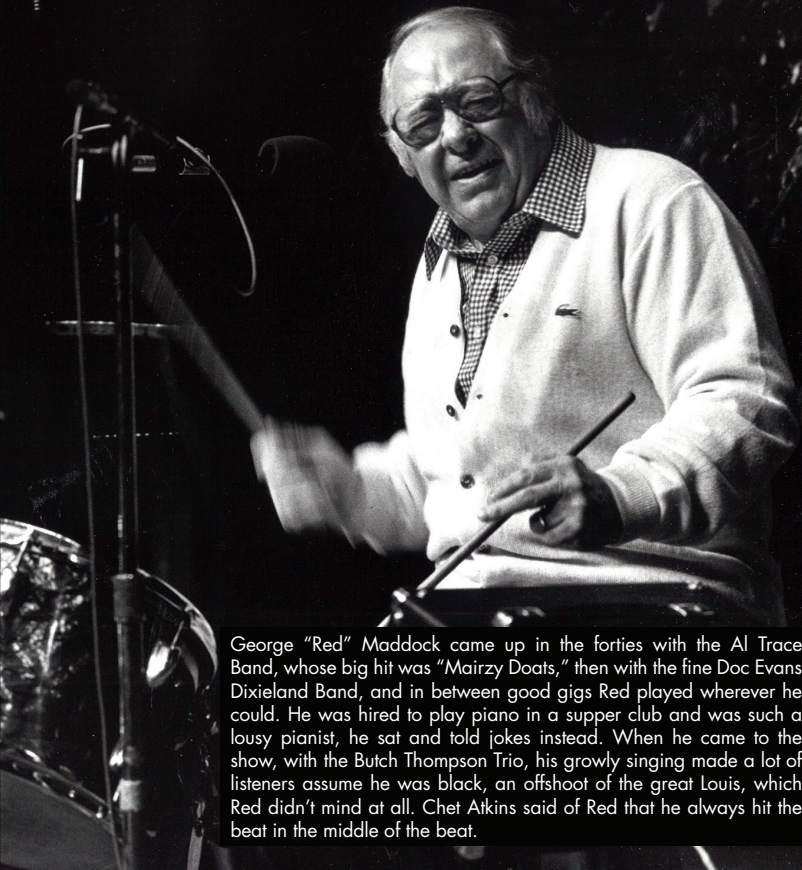 George “Red” Maddock came up in the forties with the Al Trace
Band, whose big hit was “Mairzy Doats,” then with the fine Doc Evans
Dixieland Band, and in between good gigs Red played wherever he
could. He was hired to play piano in a supper club and was such a
lousy pianist, he sat and told jokes instead. When he came to the
show, with the Butch Thompson Trio, his growly singing made a lot of
listeners assume he was black, an offshoot of the great Louis, which
Red didn’t mind at all. Chet Atkins said of Red that he always hit the
beat in the middle of the beat.